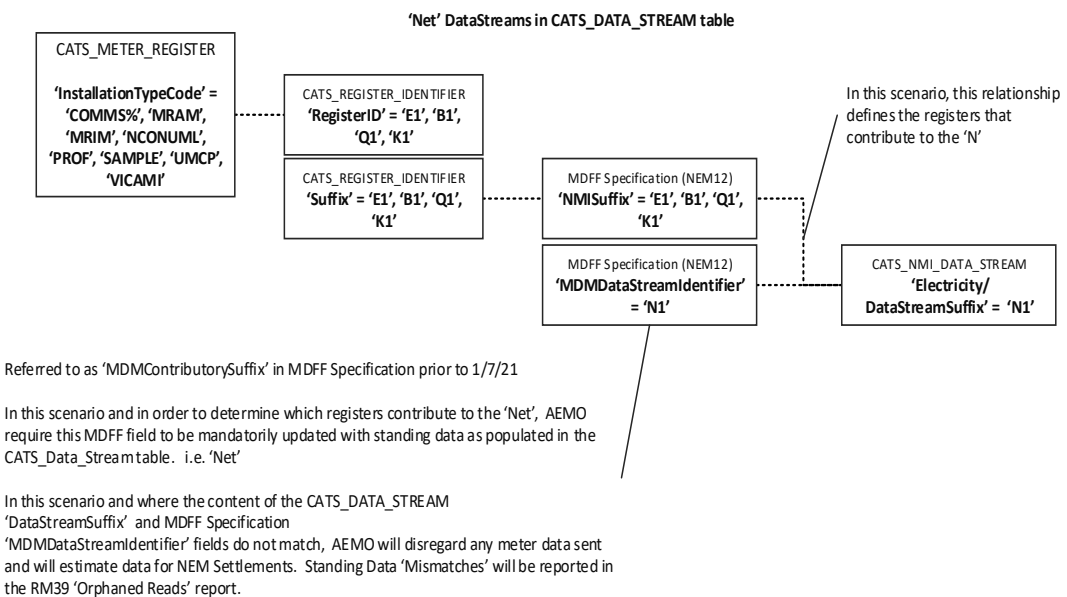 ‘Net’ DataStreams in CATS_DATA_STREAM table
CATS_METER_REGISTER
‘InstallationTypeCode’ =
‘COMMS%’, ‘MRAM’,
‘MRIM’, ‘NCONUML’,
‘PROF’, ‘SAMPLE’, ‘UMCP’,
‘VICAMI’
CATS_REGISTER_IDENTIFIER
‘RegisterID’ = ‘E1’, ‘B1’,
‘Q1’, ‘K1’
CATS_REGISTER_IDENTIFIER
‘Suffix’ = ‘E1’, ‘B1’, ‘Q1’,
‘K1’
MDFF Specification (NEM12)
‘NMISuffix’ = ‘E1’, ‘B1’, ‘Q1’,
‘K1’
MDFF Specification (NEM12)
‘MDMDataStreamIdentifier’
= ‘N1’
In this scenario, this relationship
defines the registers that
contribute to the ‘N’
CATS_NMI_DATA_STREAM
‘Electricity/
DataStreamSuffix’ = ‘N1’
Referred to as ‘MDMContributorySuffix’ in MDFF Specification prior to 1/7/21
In this scenario and in order to determine which registers contribute to the ‘Net’, AEMO
require this MDFF field to be mandatorily updated with standing data as populated in the
CATS_Data_Stream table. i.e. ‘Net’
In this scenario and where the content of the CATS_DATA_STREAM
‘DataStreamSuffix’ and MDFF Specification
‘MDMDataStreamIdentifier’ fields do not match, AEMO will disregard any meter data sent
and will estimate data for NEM Settlements. Standing Data ‘Mismatches’ will be reported in
the RM39 ‘Orphaned Reads’ report.